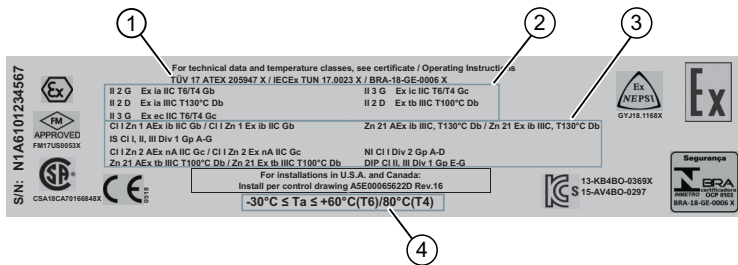 1
2
For technical data and temperature classes, see certificate / Operating Instructions
TÜV 17 ATEX 205947 X / IECEx TUN 17.0023 X / BRA-18-GE-0006 X
3
II 2 G Ex ia IIC T6/T4 Gb
II 3 G Ex ic IIC T6/T4 Gc
II 2 D Ex ia IIIC T130°C Db
II 2 D Ex tb IIIC T100°C Db
II 3 G Ex ec IIC T6/T4 Gc
Cl I Zn 1 AEx ib IIC Gb / Cl I Zn 1 Ex ib IIC Gb
Zn 21 AEx ib IIIC, T130°C Db / Zn 21 Ex ib IIIC, T130°C Db
IS Cl I, II, III Div 1 Gp A-G
Cl I Zn 2 AEx nA IIC Gc / Cl I Zn 2 Ex nA IIC Gc
NI Cl I Div 2 Gp A-D
Zn 21 AEx tb IIIC T100°C Db / Zn 21 Ex tb IIIC T100°C Db
DIP Cl II, III Div 1 Gp E-G
For installations in U.S.A. and Canada:
Install per control drawing A5E00065622D Rev.16
-30°C ≤ Ta ≤ +60°C(T6)/80°C(T4)
4
S/N: N1A6101234567
Ex
FM
APPROVED
FM17US0053X
SA
CSA18CA70166848X
CE
0518
Ex
NEPSI
GYJ18.1168X
Ex
KCs
13-KB4BO-0369X
15-AV4BO-0297
Segurança
BRA
certificadora
INMETRO
OCP 0103
BRA-18-GE-0006 X